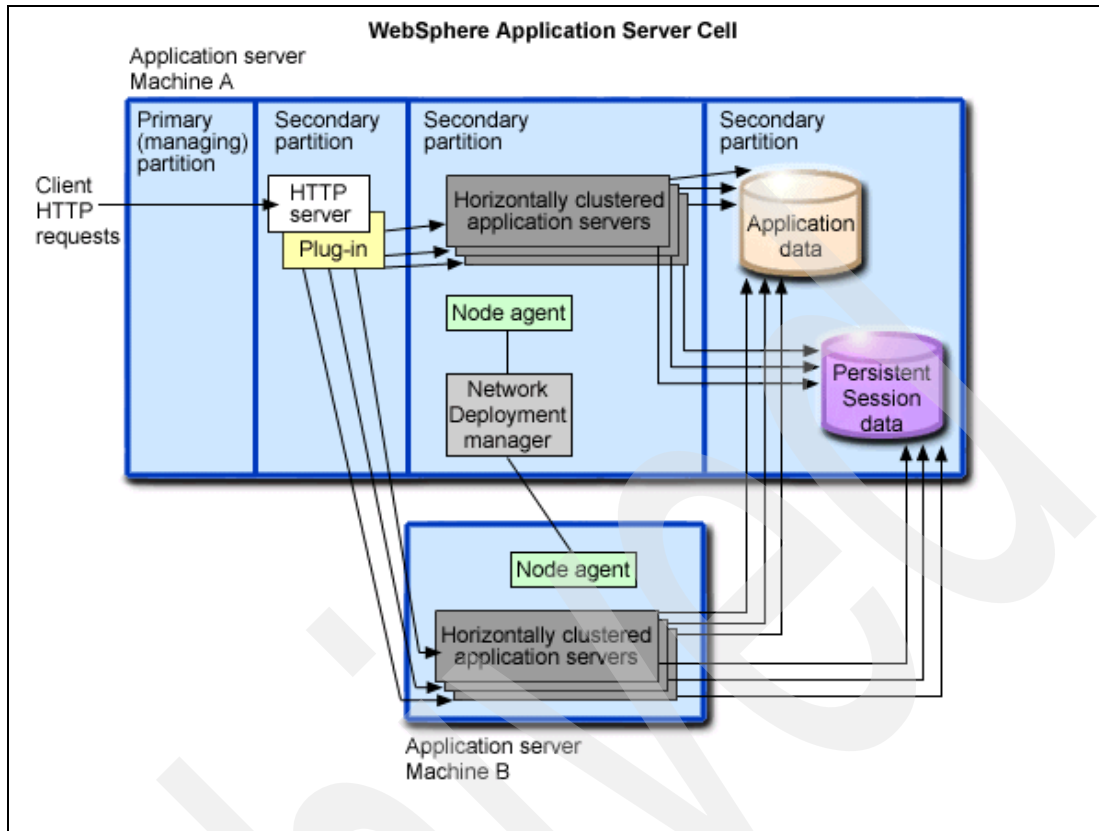 WebSphere Application Server Cell
Application server
Machine A
Primary
(managing)
partition
Secondary
partition
Secondary
partition
Secondary
partition
Client
HTTP
requests
HTTP
server
Plug-in
Horizontally clustered
application servers
Application
data
Node agent
Network
Deployment
manager
Persistent
Session
data
Node agent
Horizontally clustered
application servers
Application server
Machine B